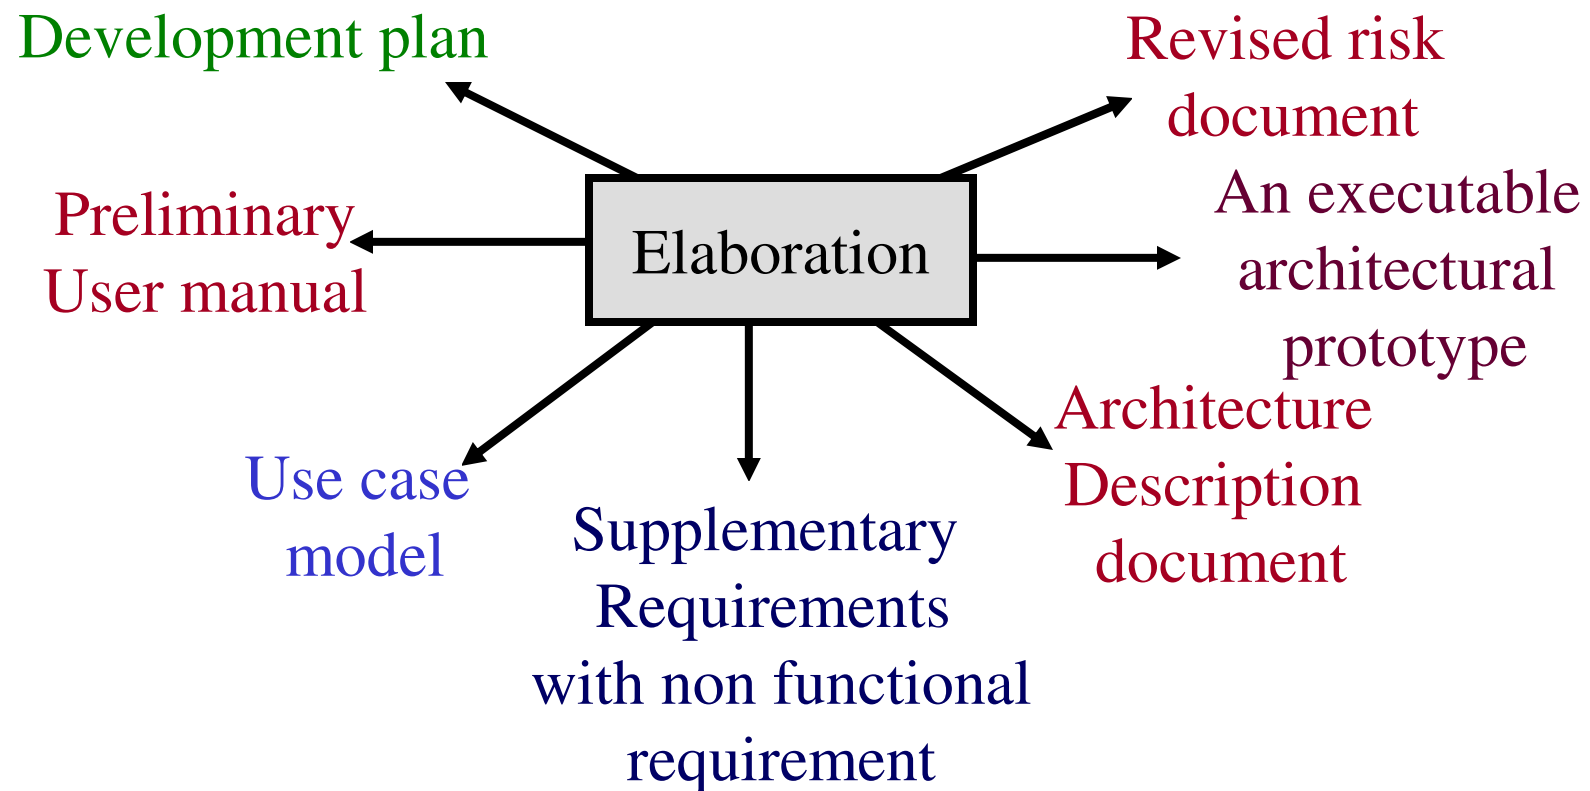 Development plan
Revised risk
document
Preliminary
User manual
Elaboration
An executable
architectural
prototype
Use case
model
Supplementary
Requirements
with non functional
requirement
Architecture
Description
document